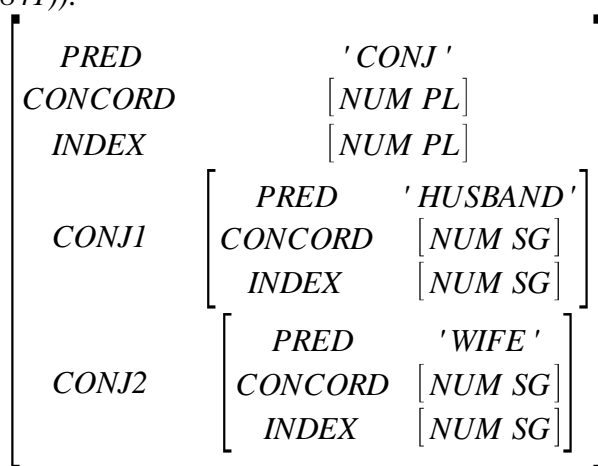 PRED ' CONJ '
CONCORD [NUM PL]
INDEX [NUM PL]
PRED ' HUSBAND '
CONJ1 CONCORD [NUM SG]
INDEX [NUM SG]
PRED ' WIFE '
CONJ2 CONCORD [NUM SG]
INDEX [NUM SG]